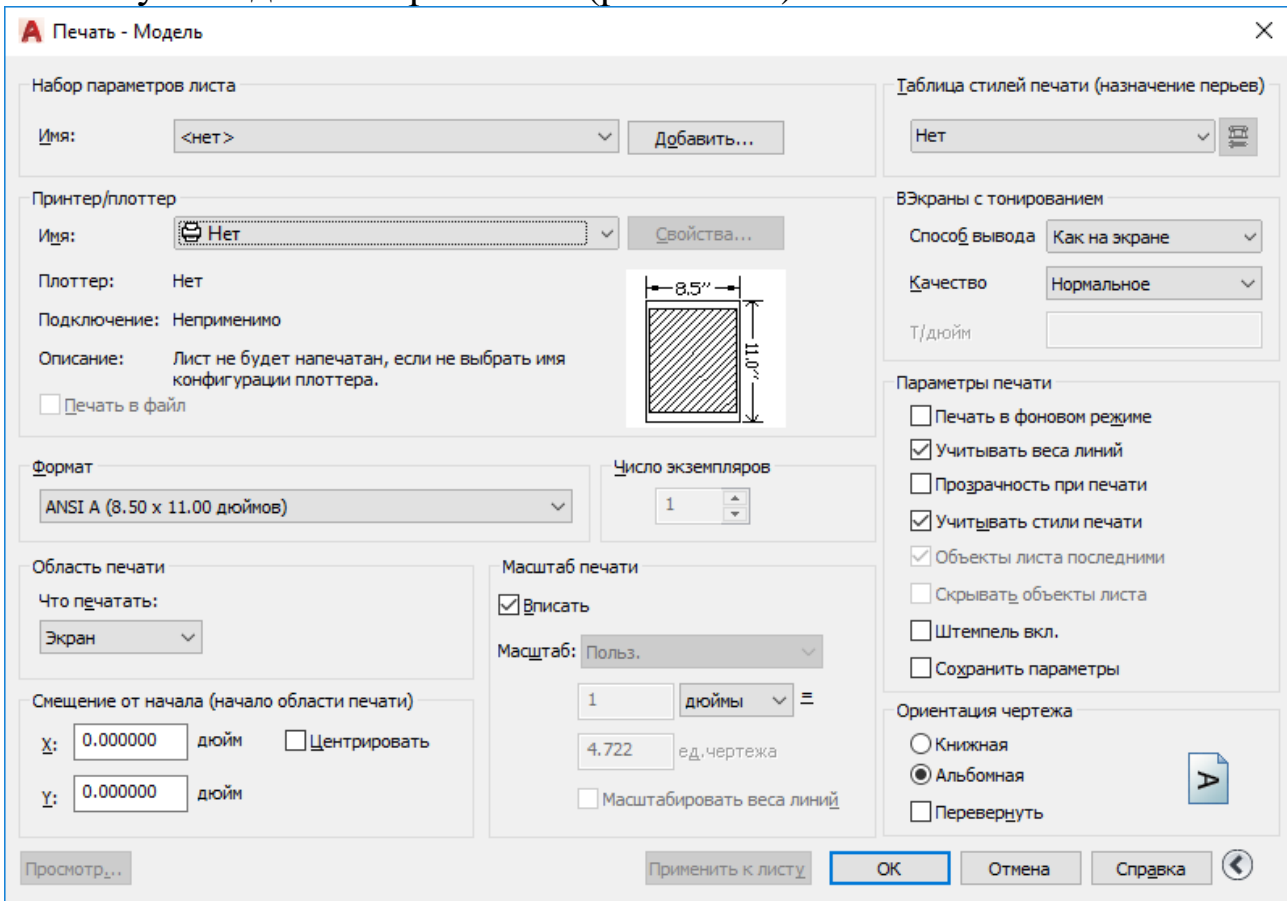 Печать - Модель
Набор параметров листа
Имя: <нет> Добавить...
Таблица стилей печати (назначение перьев)
Нет
Принтер/плоттер
Имя: Нет Свойства...
Плоттер: Нет
Подключение: Неприменимо
Описание: Лист не будет напечатан, если не выбрать имя
конфигурации плоттера.
Печать в файл
8.5″
11.0″
ВЭкраны с тонированием
Способ вывода Как на экране
Качество Нормальное
Т/дюйм
Формат
ANSI A (8.50 x 11.00 дюймов)
Число экземпляров
1
Параметры печати
Печать в фоновом режиме
Учитывать веса линий
Прозрачность при печати
Учитывать стили печати
Объекты листа последними
Скрывать объекты листа
Штемпель вкл.
Сохранить параметры
Область печати
Что печатать:
Экран
Масштаб печати
Вписать
Масштаб: Польз.
1 дюймы =
4.722 ед.чертежа
Масштабировать веса линий
Смещение от начала (начало области печати)
X: 0.000000 дюйм Центрировать
Y: 0.000000 дюйм
Ориентация чертежа
Книжная
Альбомная
Перевернуть
A
Просмотр... Применить к листу ОК Отмена Справка